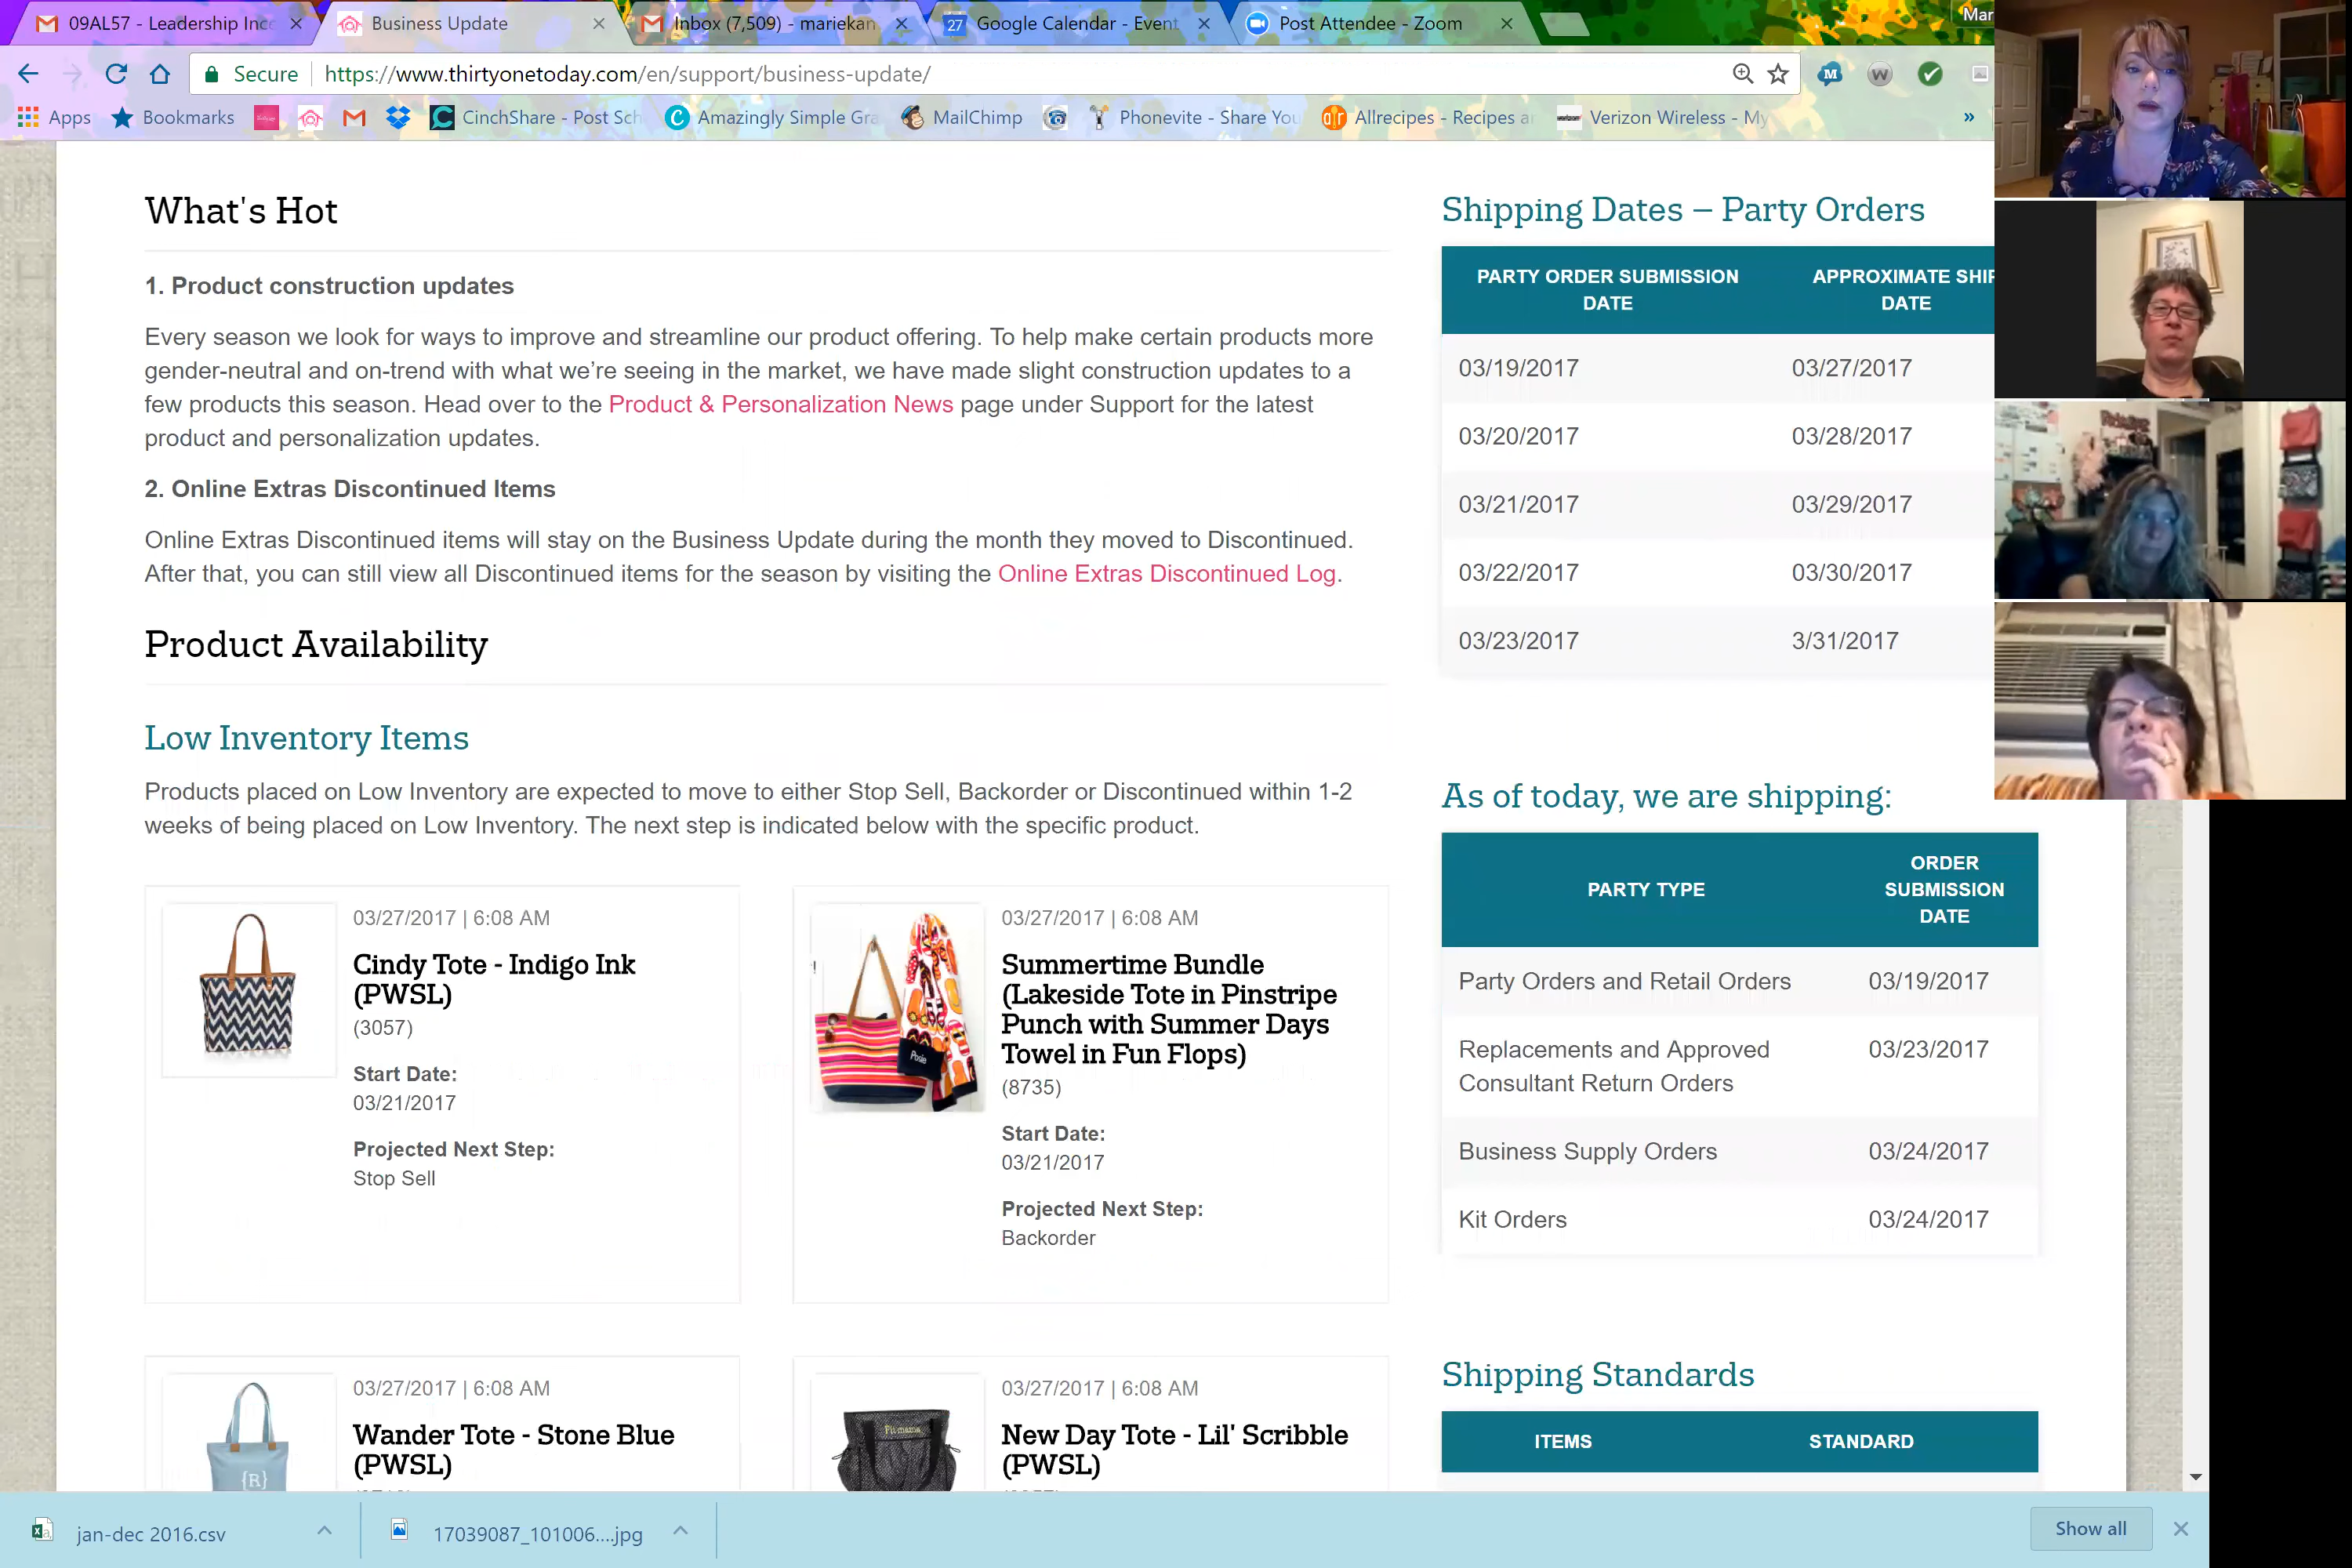 09AL57 - Leadership Ince
Business Update
Inbox (7,509) - mariekan
27
Google Calendar - Event
Post Attendee - Zoom
Mar
Secure
https://www.thirtyonetoday.com/en/support/business-update/
M
W
Apps
Bookmarks
CinchShare - Post Sch
Amazingly Simple Gra
MailChimp
Phonevite - Share You
Allrecipes - Recipes an
Verizon Wireless - My
»
What's Hot
1. Product construction updates
Every season we look for ways to improve and streamline our product offering. To help make certain products more
gender-neutral and on-trend with what we're seeing in the market, we have made slight construction updates to a
few products this season. Head over to the Product & Personalization News page under Support for the latest
product and personalization updates.
2. Online Extras Discontinued Items
Online Extras Discontinued items will stay on the Business Update during the month they moved to Discontinued.
After that, you can still view all Discontinued items for the season by visiting the Online Extras Discontinued Log.
Product Availability
Low Inventory Items
Products placed on Low Inventory are expected to move to either Stop Sell, Backorder or Discontinued within 1-2
weeks of being placed on Low Inventory. The next step is indicated below with the specific product.
03/27/2017 | 6:08 AM
Cindy Tote - Indigo Ink
(PWSL)
(3057)
Start Date:
03/21/2017
Projected Next Step:
Stop Sell
03/27/2017 | 6:08 AM
Summertime Bundle
(Lakeside Tote in Pinstripe
Punch with Summer Days
Towel in Fun Flops)
(8735)
Start Date:
03/21/2017
Projected Next Step:
Backorder
Posie
03/27/2017 | 6:08 AM
Wander Tote - Stone Blue
(PWSL)
{R}
03/27/2017 | 6:08 AM
New Day Tote - Lil' Scribble
(PWSL)
Fit mama
Shipping Dates – Party Orders
PARTY ORDER SUBMISSION
DATE
APPROXIMATE SHIP
DATE
03/19/2017 03/27/2017
03/20/2017 03/28/2017
03/21/2017 03/29/2017
03/22/2017 03/30/2017
03/23/2017 3/31/2017
As of today, we are shipping:
PARTY TYPE
ORDER
SUBMISSION
DATE
Party Orders and Retail Orders 03/19/2017
Replacements and Approved
Consultant Return Orders
03/23/2017
Business Supply Orders 03/24/2017
Kit Orders 03/24/2017
Shipping Standards
ITEMS STANDARD
jan-dec 2016.csv
17039087_101006....jpg
Show all